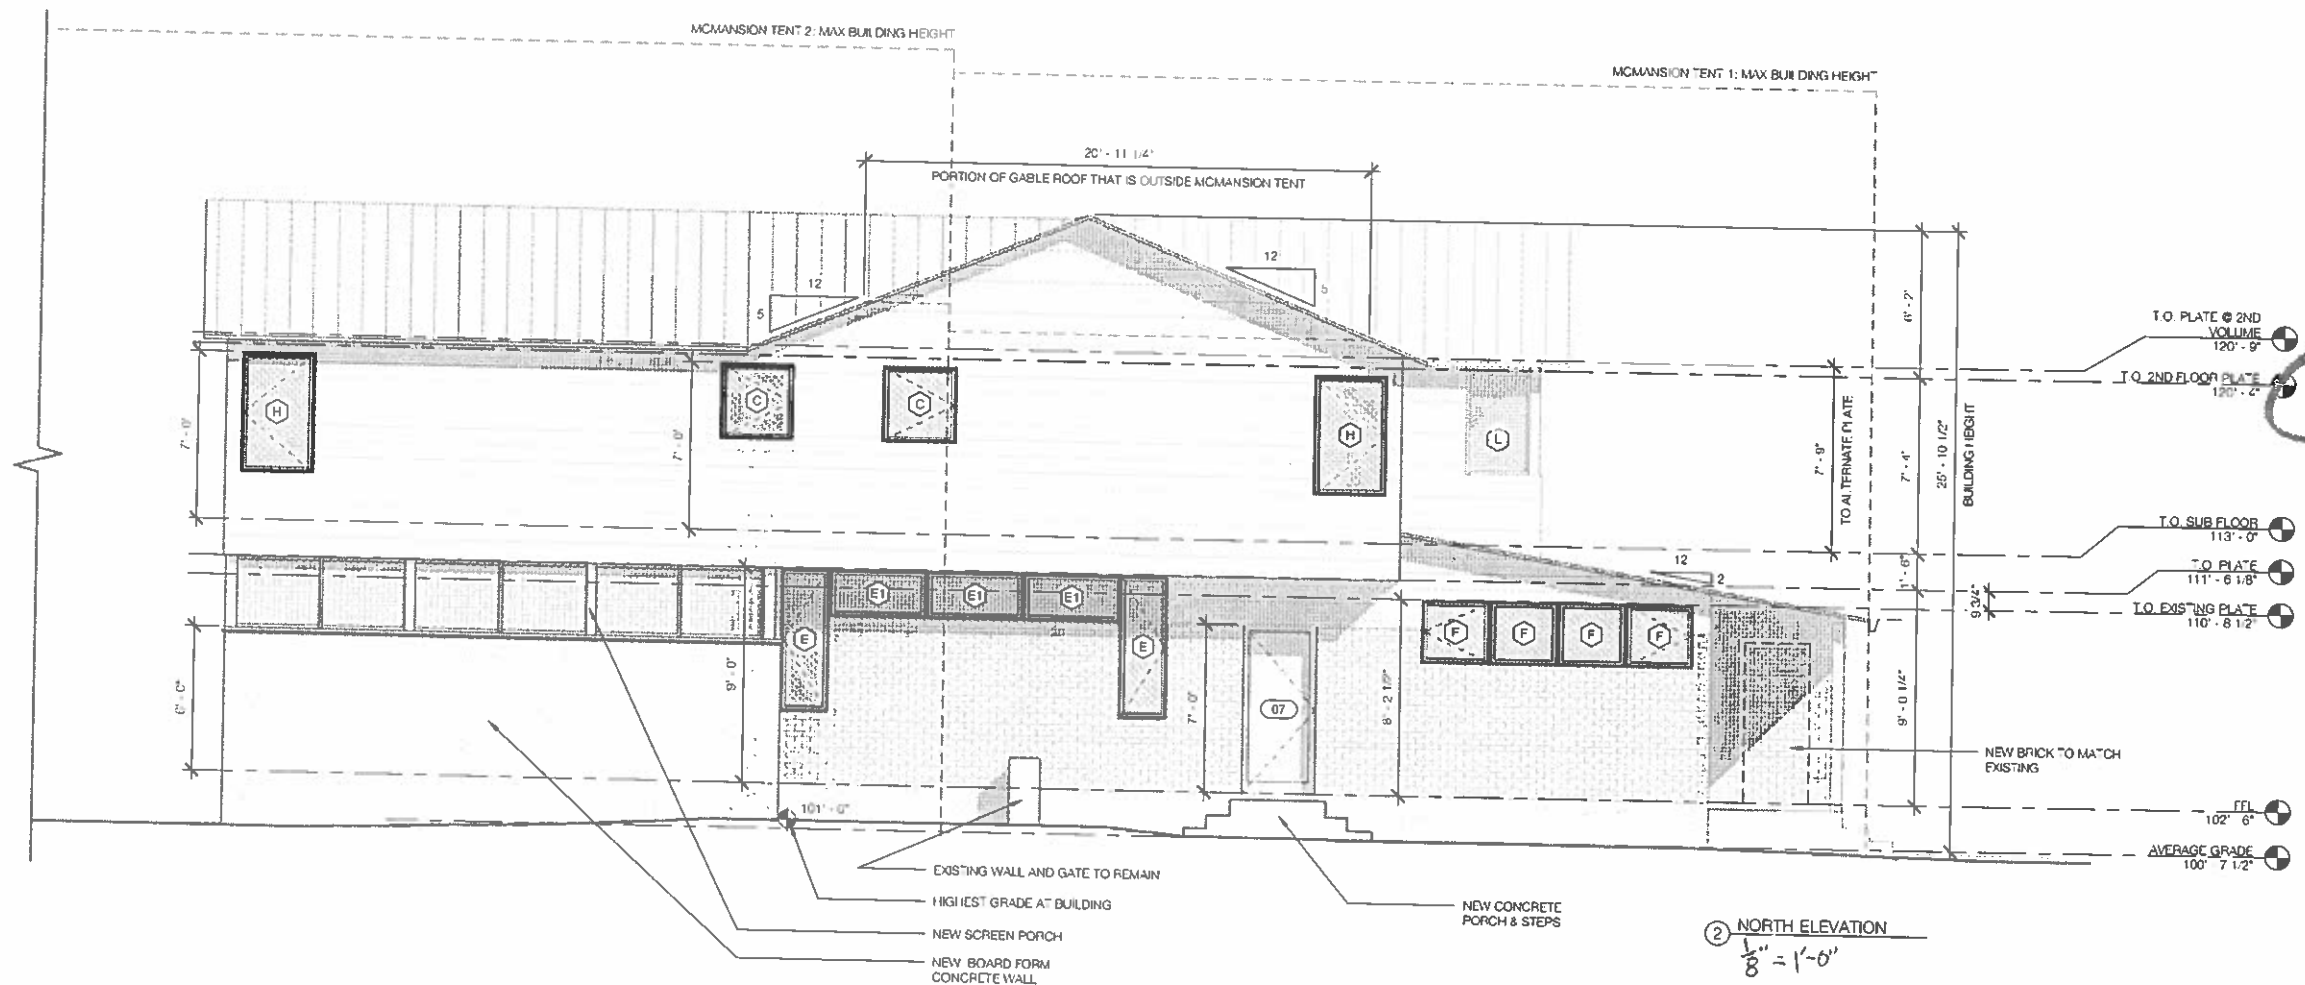 MCMANSION TENT 2: MAX BUILDING HEIGHT
MCMANSION TENT 1: MAX BUILDING HEIGHT
20' - 11 1/4"
PORTION OF GABLE ROOF THAT IS OUTSIDE MCMANSION TENT
12
5
12
5
H
C
C
H
L
7' - 0"
7' - 0"
7' - 9"
TO ALTERNATE PLATE
6' - 2"
7' - 4"
25' - 10 1/2"
BUILDING HEIGHT
T.O. PLATE @ 2ND
VOLUME
120' - 9"
T.O. 2ND FLOOR PLATE
120' - 4"
T.O. SUB FLOOR
113' - 0"
T.O. PLATE
111' - 6 1/8"
T.O. EXISTING PLATE
110' - 8 1/2"
1' - 6"
9 3/4"
12
2
E
E1
E1
E1
E
F
F
F
F
07
6' - 0"
9' - 0"
7' - 0"
8' - 2 1/2"
9' - 0 1/4"
NEW BRICK TO MATCH
EXISTING
101' - 0"
FFL
102' 6"
AVERAGE GRADE
100' 7 1/2"
EXISTING WALL AND GATE TO REMAIN
HIGHEST GRADE AT BUILDING
NEW SCREEN PORCH
NEW BOARD FORM
CONCRETE WALL
NEW CONCRETE
PORCH & STEPS
2 NORTH ELEVATION
1/8" = 1'-0"